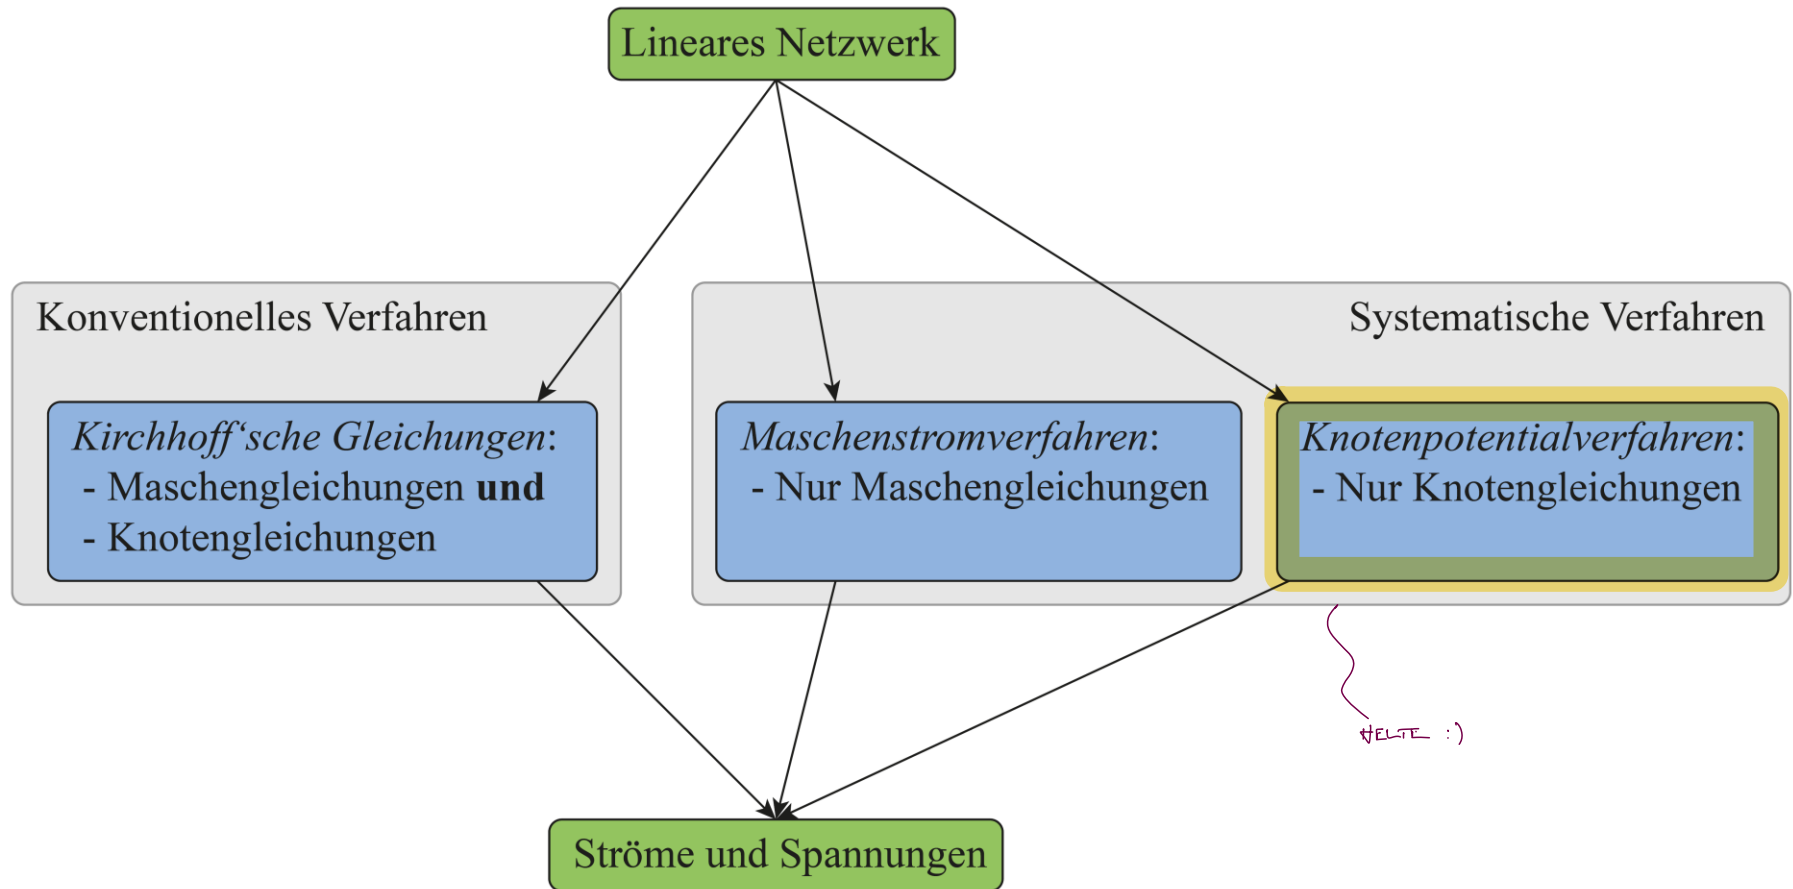 Lineares Netzwerk
Konventionelles Verfahren
Systematische Verfahren
Kirchhoff‘sche Gleichungen:
- Maschengleichungen und
- Knotengleichungen
Maschenstromverfahren:
- Nur Maschengleichungen
Knotenpotentialverfahren:
- Nur Knotengleichungen
HEUTE :)
Ströme und Spannungen